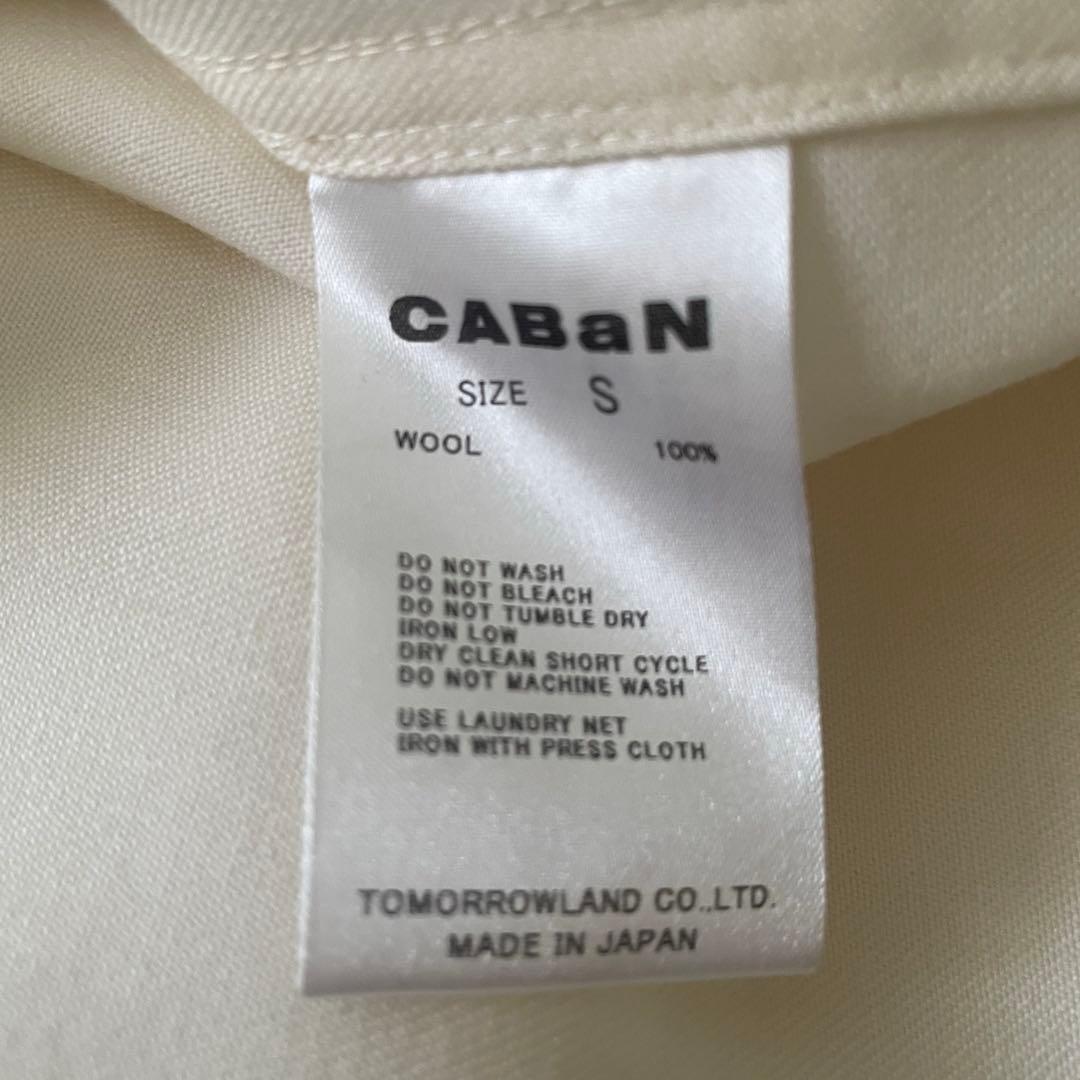 CABaN
SIZE S
WOOL 100%
DO NOT WASH
DO NOT BLEACH
DO NOT TUMBLE DRY
IRON LOW
DRY CLEAN SHORT CYCLE
DO NOT MACHINE WASH
USE LAUNDRY NET
IRON WITH PRESS CLOTH
TOMORROWLAND CO.,LTD.
MADE IN JAPAN